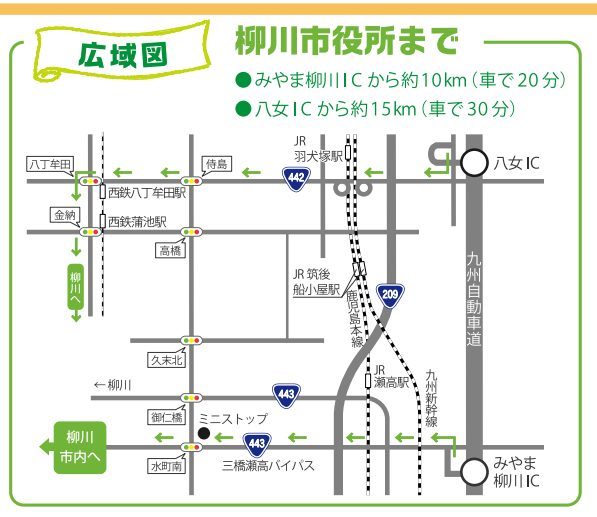 広域図
柳川市役所まで
●みやま柳川ICから約10km（車で20分）
●八女ICから約15km（車で30分）
八丁牟田
侍島
JR
羽犬塚駅
442
八女IC
西鉄八丁牟田駅
金納
西鉄蒲池駅
高橋
柳川へ
JR筑後
船小屋駅
鹿児島本線
209
九州自動車道
久末北
JR
瀬高駅
九州新幹線
←柳川
443
御仁橋
ミニストップ
柳川
市内へ
443
水町南
三橋瀬高バイパス
みやま
柳川IC